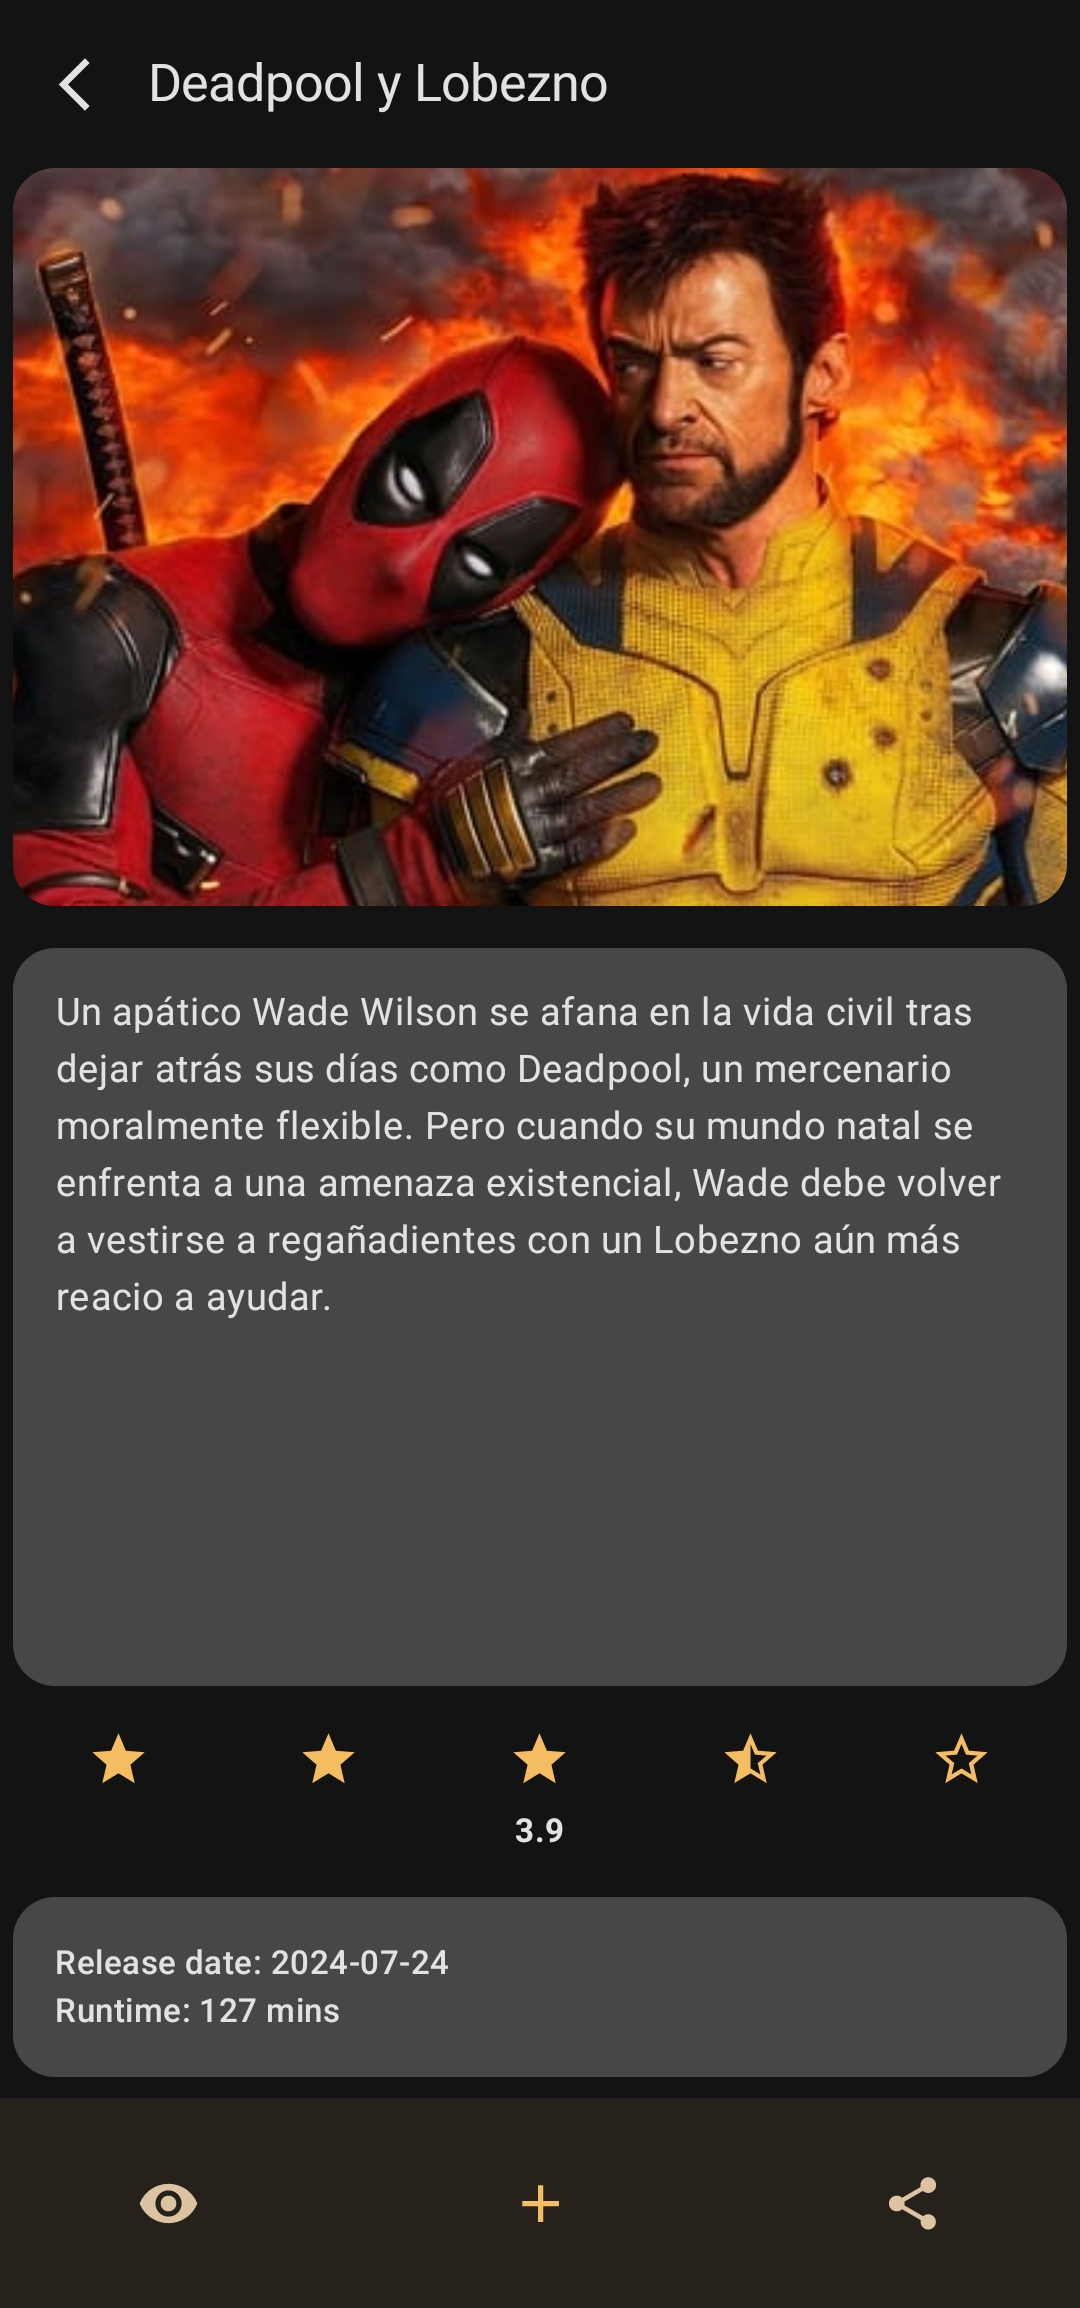 Deadpool y Lobezno
Un apático Wade Wilson se afana en la vida civil tras
dejar atrás sus días como Deadpool, un mercenario
moralmente flexible. Pero cuando su mundo natal se
enfrenta a una amenaza existencial, Wade debe volver
a vestirse a regañadientes con un Lobezno aún más
reacio a ayudar.
3.9
Release date: 2024-07-24
Runtime: 127 mins